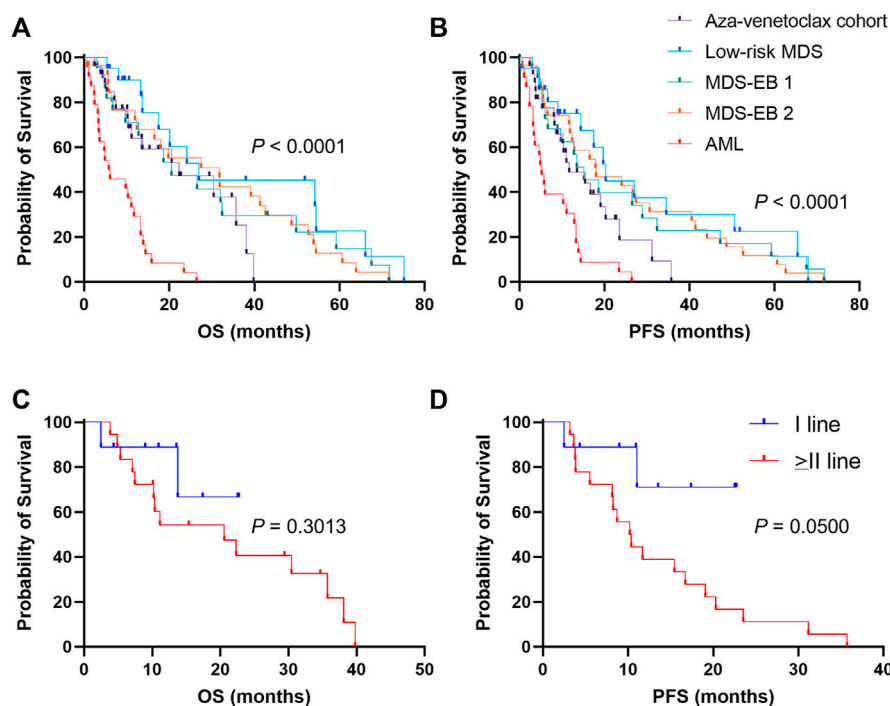 A
Probability of Survival
100
80
60
40
20
0
0 20 40 60 80
OS (months)
P < 0.0001
B
Probability of Survival
100
80
60
40
20
0
0 20 40 60 80
PFS (months)
P < 0.0001
Aza-venetoclax cohort
Low-risk MDS
MDS-EB 1
MDS-EB 2
AML
C
Probability of Survival
100
80
60
40
20
0
0 10 20 30 40 50
OS (months)
P = 0.3013
D
Probability of Survival
100
80
60
40
20
0
0 10 20 30 40
PFS (months)
P = 0.0500
I line
≥II line